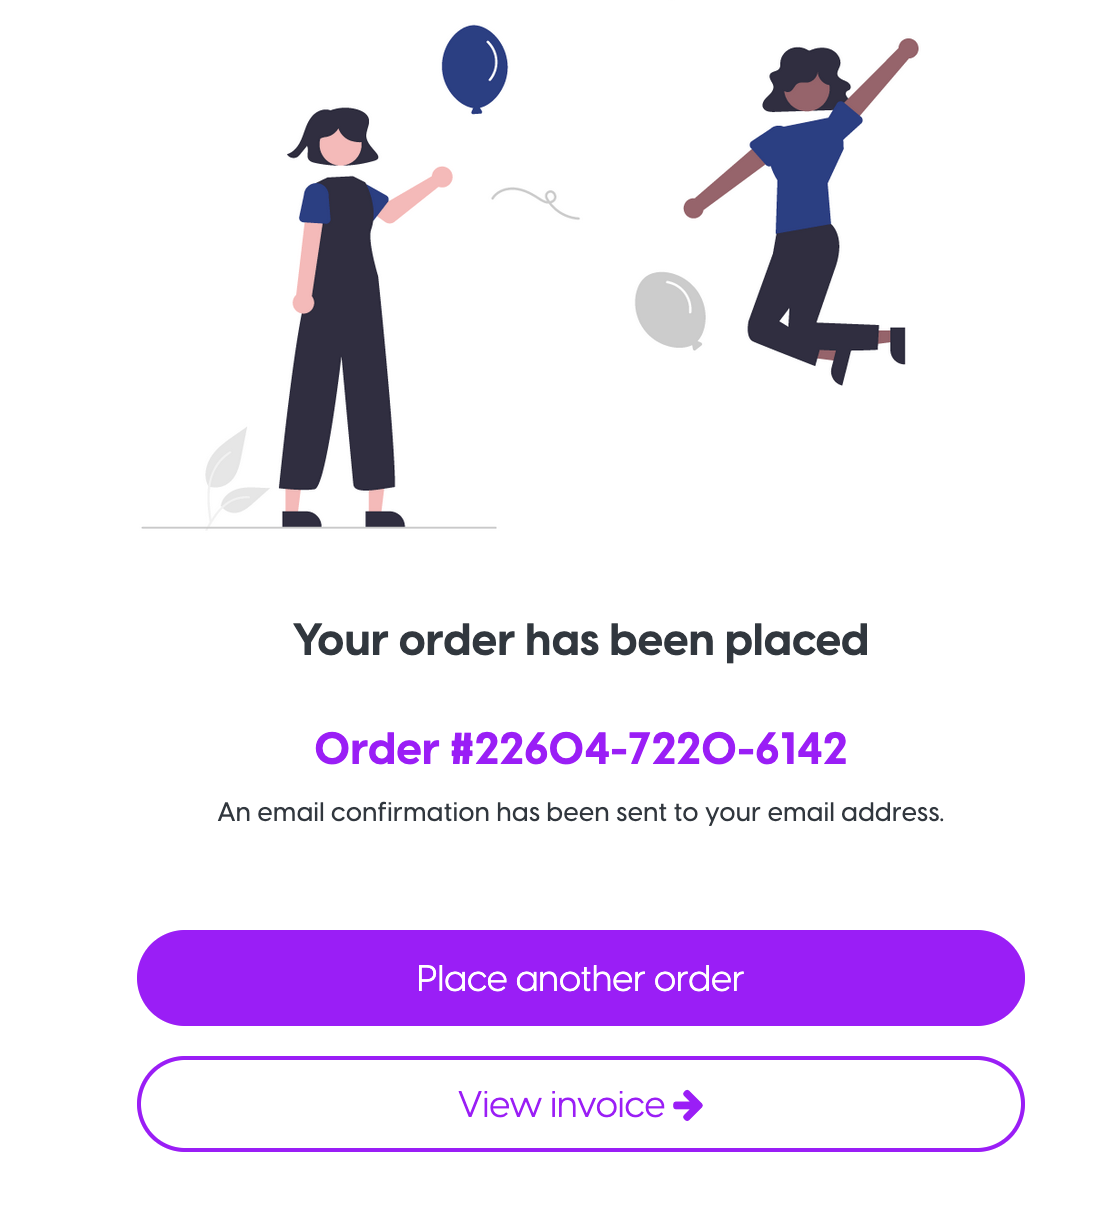 Your order has been placed
Order #22604-7220-6142
An email confirmation has been sent to your email address.
Place another order
View invoice